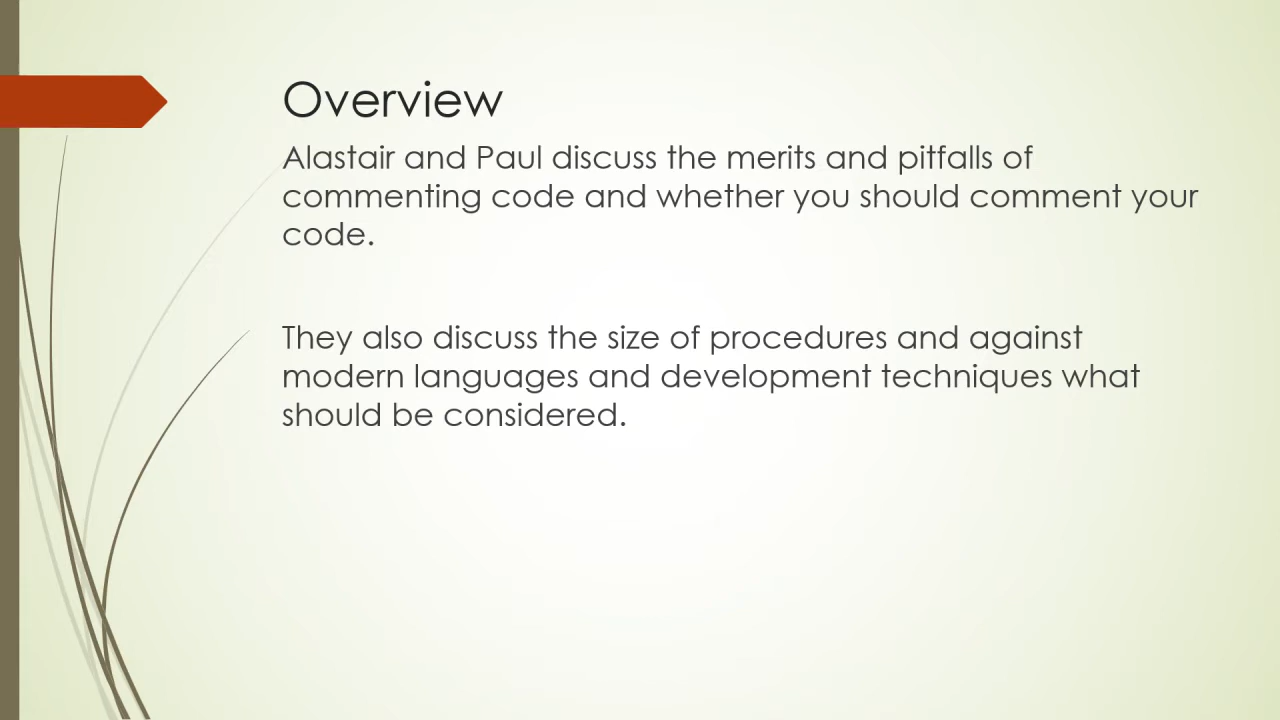 Overview
Alastair and Paul discuss the merits and pitfalls of
commenting code and whether you should comment your
code.
They also discuss the size of procedures and against
modern languages and development techniques what
should be considered.